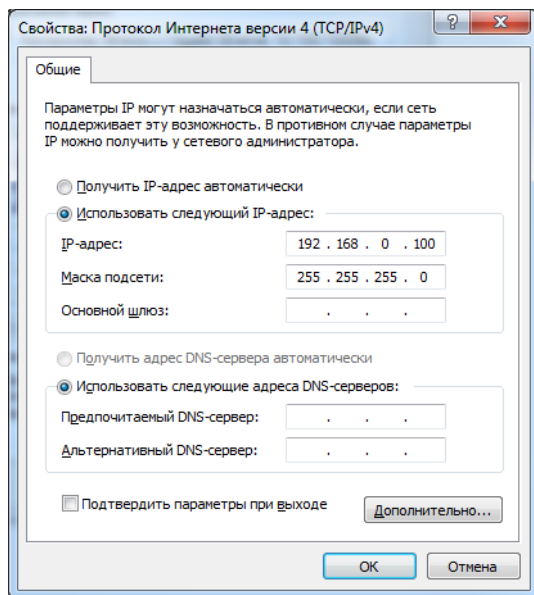 Свойства: Протокол Интернета версии 4 (TCP/IPv4)
Общие
Параметры IP могут назначаться автоматически, если сеть
поддерживает эту возможность. В противном случае параметры
IP можно получить у сетевого администратора.
Получить IP-адрес автоматически
Использовать следующий IP-адрес:
IP-адрес: 192 . 168 . 0 . 100
Маска подсети: 255 . 255 . 255 . 0
Основной шлюз: . . .
Получить адрес DNS-сервера автоматически
Использовать следующие адреса DNS-серверов:
Предпочитаемый DNS-сервер: . . .
Альтернативный DNS-сервер: . . .
Подтвердить параметры при выходе
Дополнительно...
OK Отмена